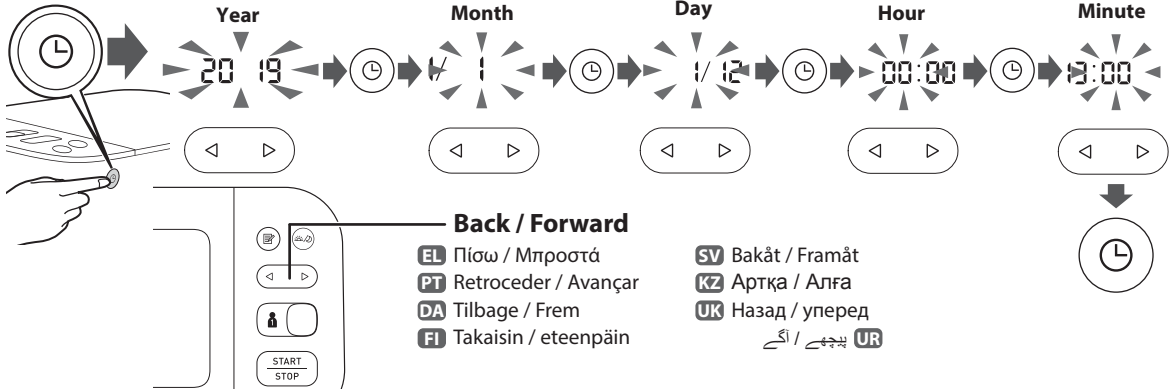 Year Month Day Hour Minute
20 19 1/ 1 1/ 12 00:00 13:00
Back / Forward
EL Πίσω / Μπροστά
PT Retroceder / Avançar
DA Tilbage / Frem
FI Takaisin / eteenpäin
SV Bakåt / Framåt
KZ Артқа / Алға
UK Назад / уперед
UR پیچھے / آگے
START
STOP